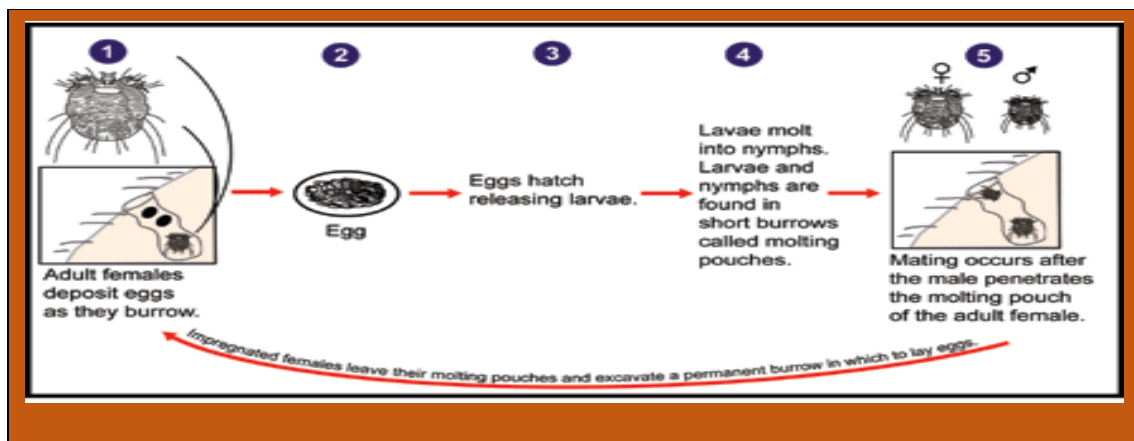 1
2
3
4
5
♀
♂
Adult females
deposit eggs
as they burrow.
Egg
Eggs hatch
releasing larvae.
Lavae molt
into nymphs.
Larvae and
nymphs are
found in
short burrows
called molting
pouches.
Mating occurs after
the male penetrates
the molting pouch
of the adult female.
Impregnated females leave their molting pouches and excavate a permanent burrow in which to lay eggs.